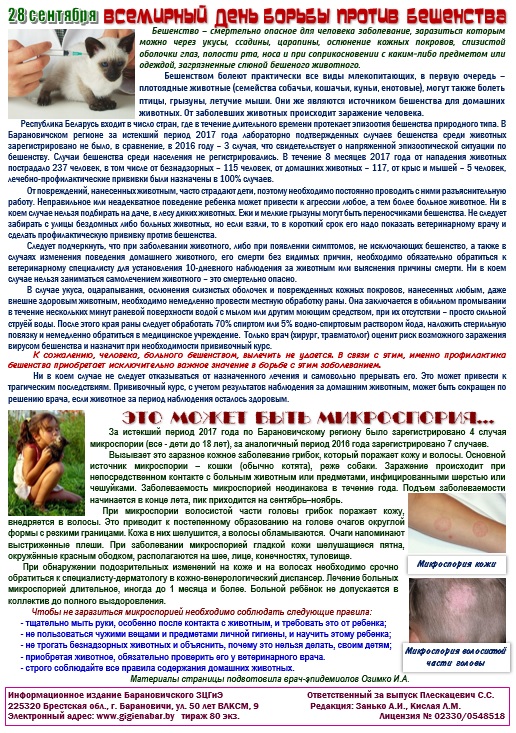 28 сентября ВСЕМИРНЫЙ ДЕНЬ БОРЬБЫ ПРОТИВ БЕШЕНСТВА
Бешенство – смертельно опасное для человека заболевание, заразиться которым
можно через укусы, ссадины, царапины, ослюнение кожных покровов, слизистой
оболочки глаз, полости рта, носа и при соприкосновении с каким-либо предметом или
одеждой, загрязненные слюной бешеного животного.
Бешенством болеют практически все виды млекопитающих, в первую очередь –
плотоядные животные (семейства собачьи, кошачьи, куньи, енотовые), могут также болеть
птицы, грызуны, летучие мыши. Они же являются источником бешенства для домашних
животных. От заболевших животных происходит заражение человека.
Республика Беларусь входит в число стран, где в течение длительного времени протекает эпизоотия бешенства природного типа. В
Барановичском регионе за истекший период 2017 года лабораторно подтвержденных случаев бешенства среди животных
зарегистрировано не было, в сравнение, в 2016 году – 3 случая, что свидетельствует о напряженной эпизоотической ситуации по
бешенству. Случаи бешенства среди населения не регистрировались. В течение 8 месяцев 2017 года от нападения животных
пострадало 237 человек, в том числе от безнадзорных – 115 человек, от домашних животных – 117, от крыс и мышей – 5 человек,
лечебно-профилактические прививки были назначены в 100% случаев.
От повреждений, нанесенных животным, часто страдают дети, поэтому необходимо постоянно проводить с ними разъяснительную
работу. Неправильное или неадекватное поведение ребенка может привести к агрессии любое, а тем более больное животное. Ни в
коем случае нельзя подбирать на даче, в лесу диких животных. Ежи и мелкие грызуны могут быть переносчиками бешенства. Не следует
забирать с улицы бездомных либо больных животных, но если взяли, то в короткий срок его надо показать ветеринарному врачу и
сделать профилактическую прививку против бешенства.
Следует подчеркнуть, что при заболевании животного, либо при появлении симптомов, не исключающих бешенство, а также в
случаях изменения поведения домашнего животного, его смерти без видимых причин, необходимо обязательно обратиться к
ветеринарному специалисту для установления 10-дневного наблюдения за животным или выяснения причины смерти. Ни в коем
случае нельзя заниматься самолечением животного – это смертельно опасно.
В случае укуса, оцарапывания, ослюнения слизистых оболочек и поврежденных кожных покровов, нанесенных любым, даже
внешне здоровым животным, необходимо немедленно провести местную обработку раны. Она заключается в обильном промывании
в течение нескольких минут раневой поверхности водой с мылом или другим моющим средством, при их отсутствии – просто сильной
струёй воды. После этого края раны следует обработать 70% спиртом или 5% водно-спиртовым раствором йода, наложить стерильную
повязку и немедленно обратиться в медицинское учреждение. Только врач (хирург, травматолог) оценит риск возможного заражения
вирусом бешенства и назначит при необходимости прививочный курс.
К сожалению, человека, больного бешенством, вылечить не удается. В связи с этим, именно профилактика
бешенства приобретает исключительно важное значение в борьбе с этим заболеванием.
Ни в коем случае не следует отказываться от назначенного лечения и самовольно прерывать его. Это может привести к
трагическим последствиям. Прививочный курс, с учетом результатов наблюдения за домашним животным, может быть сокращен по
решению врача, если животное за период наблюдения осталось здоровым.
ЭТО МОЖЕТ БЫТЬ МИКРОСПОРИЯ...
За истекший период 2017 года по Барановичскому региону было зарегистрировано 4 случая
микроспории (все - дети до 18 лет), за аналогичный период 2016 года зарегистрировано 7 случаев.
Вызывает это заразное кожное заболевание грибок, который поражает кожу и волосы. Основной
источник микроспории – кошки (обычно котята), реже собаки. Заражение происходит при
непосредственном контакте с больным животным или предметами, инфицированными шерстью или
чешуйками. Заболеваемость микроспорией неодинакова в течение года. Подъем заболеваемости
начинается в конце лета, пик приходится на сентябрь–ноябрь.
При микроспории волосистой части головы грибок поражает кожу,
внедряется в волосы. Это приводит к постепенному образованию на голове очагов округлой
формы с резкими границами. Кожа в них шелушится, а волосы обламываются. Очаги напоминают
выстриженные плеши. При заболевании микроспорией гладкой кожи шелушащиеся пятна,
окружённые красным ободком, располагаются на шее, лице, конечностях, туловище.
При обнаружении подозрительных изменений на коже и на волосах необходимо срочно
обратиться к специалисту-дерматологу в кожно-венерологический диспансер. Лечение больных
микроспорией длительное, иногда до 1 месяца и более. Больной ребёнок не допускается в
коллектив до полного выздоровления.
Микроспория кожи
Чтобы не заразиться микроспорией необходимо соблюдать следующие правила:
- тщательно мыть руки, особенно после контакта с животным, и требовать это от ребенка;
- не пользоваться чужими вещами и предметами личной гигиены, и научить этому ребенка;
- не трогать безнадзорных животных и объяснить, почему это нельзя делать, своим детям;
- приобретая животное, обязательно проверить его у ветеринарного врача.
- строго соблюдайте все правила содержания домашних животных.
Микроспория волосистой
части головы
Материалы страницы подготовила врач-эпидемиолог Озимко И.А.
Информационное издание Барановичского ЗЦГиЭ
225320 Брестская обл., г. Барановичи, ул. 50 лет ВЛКСМ, 9
Электронный адрес: www.gigienabar.by тираж 80 экз.
Ответственный за выпуск Плескацевич С.С.
Редакция: Занько А.И., Кислая Л.М.
Лицензия № 02330/0548518